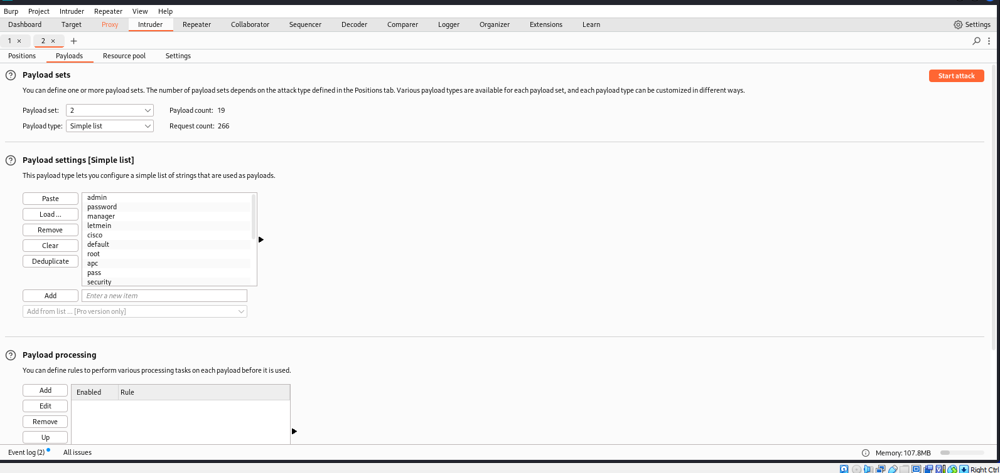 Burp Project Intruder Repeater View Help
Dashboard Target Proxy Intruder Repeater Collaborator Sequencer Decoder Comparer Logger Organizer Extensions Learn Settings
1 × 2 × +
Positions Payloads Resource pool Settings
? Payload sets Start attack
You can define one or more payload sets. The number of payload sets depends on the attack type defined in the Positions tab. Various payload types are available for each payload set, and each payload type can be customized in different ways.
Payload set: 2 Payload count: 19
Payload type: Simple list Request count: 266
? Payload settings [Simple list]
This payload type lets you configure a simple list of strings that are used as payloads.
Paste
Load ...
Remove
Clear
Deduplicate
admin
password
manager
letmein
cisco
default
root
apc
pass
security
Add Enter a new item
Add from list ... [Pro version only]
? Payload processing
You can define rules to perform various processing tasks on each payload before it is used.
Add
Edit
Remove
Up
Enabled Rule
Event log (2) All issues Memory: 107.8MB
Right Ctrl